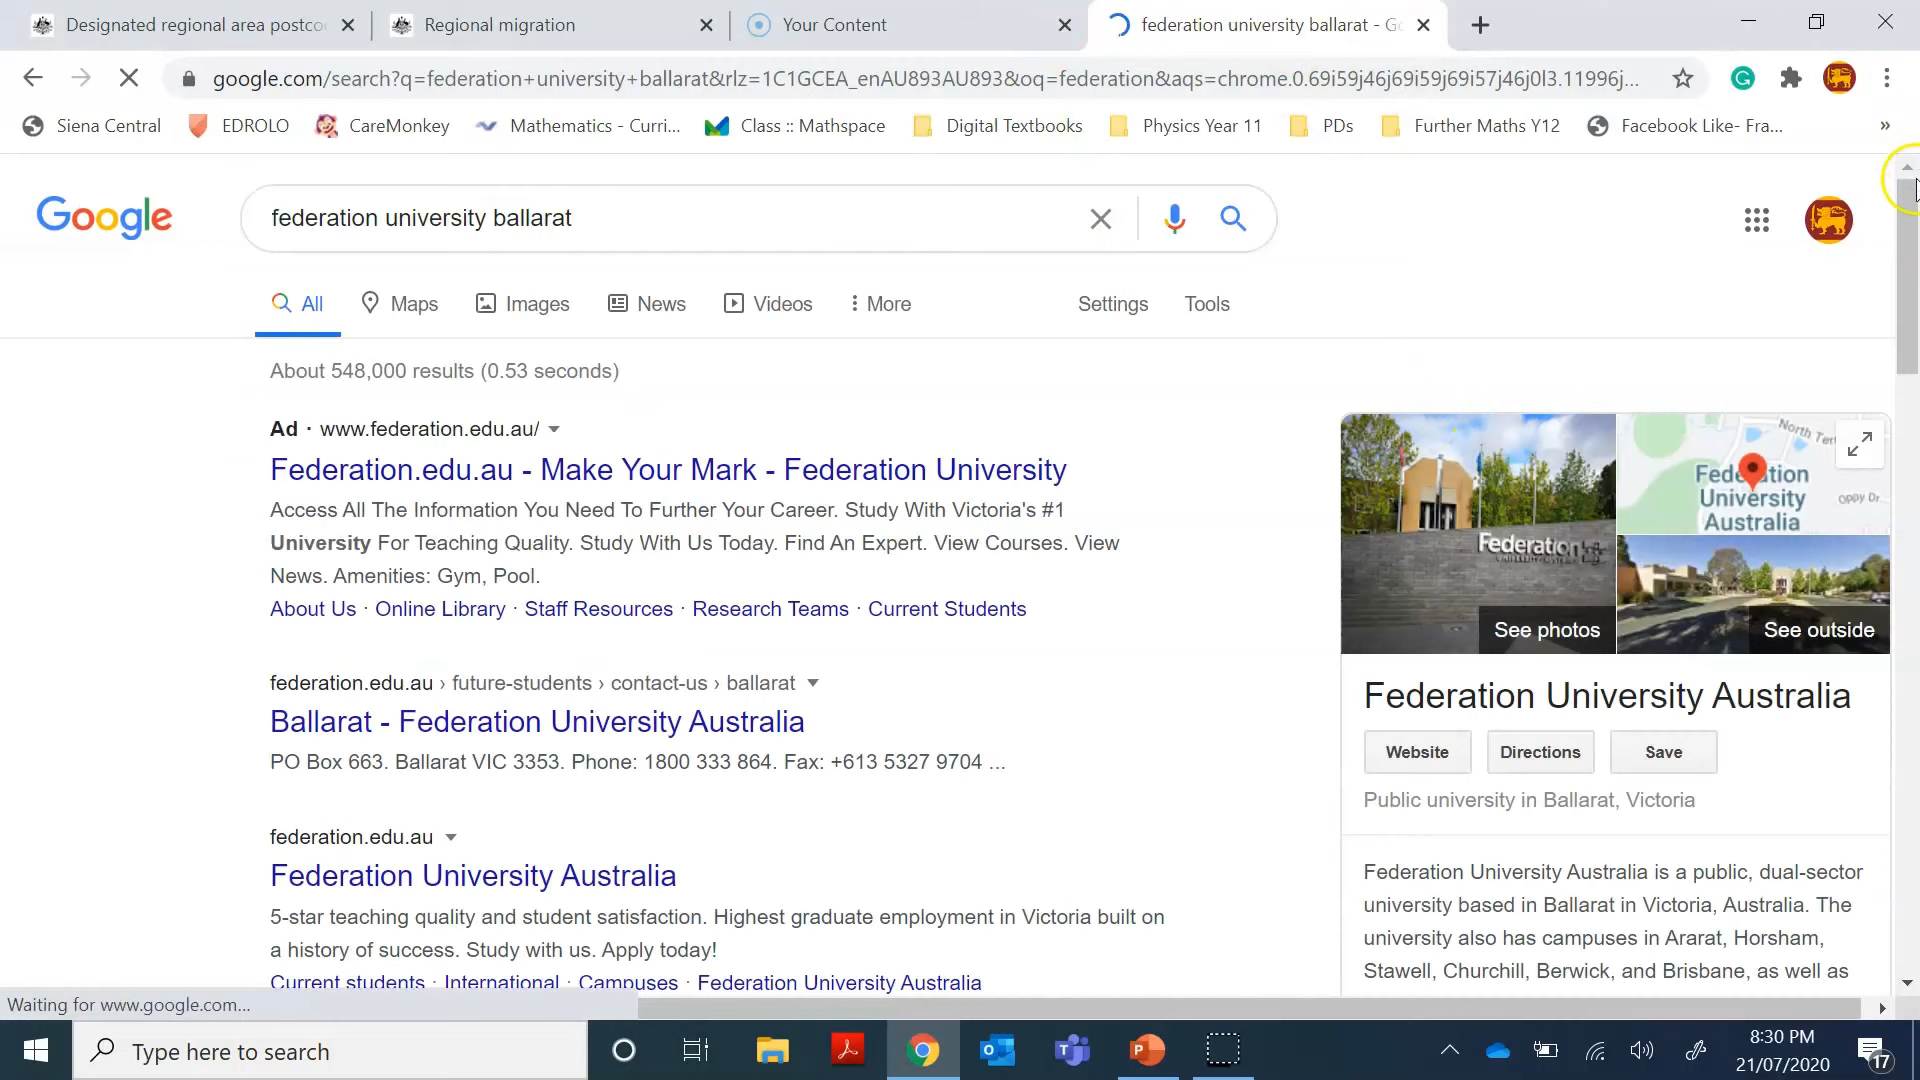 Designated regional area postco
Regional migration
Your Content
federation university ballarat - Go
google.com/search?q=federation+university+ballarat&rlz=1C1GCEA_enAU893AU893&oq=federation&aqs=chrome.0.69i59j46j69i59j69i57j46j0l3.11996j...
Siena Central
EDROLO
CareMonkey
Mathematics - Curri...
Class :: Mathspace
Digital Textbooks
Physics Year 11
PDs
Further Maths Y12
Facebook Like- Fra...
»
Google
federation university ballarat
All
Maps
Images
News
Videos
More
Settings
Tools
About 548,000 results (0.53 seconds)
Ad · www.federation.edu.au/
Federation.edu.au - Make Your Mark - Federation University
Access All The Information You Need To Further Your Career. Study With Victoria's #1
University For Teaching Quality. Study With Us Today. Find An Expert. View Courses. View
News. Amenities: Gym, Pool.
About Us · Online Library · Staff Resources · Research Teams · Current Students
federation.edu.au › future-students › contact-us › ballarat
Ballarat - Federation University Australia
PO Box 663. Ballarat VIC 3353. Phone: 1800 333 864. Fax: +613 5327 9704 ...
federation.edu.au
Federation University Australia
5-star teaching quality and student satisfaction. Highest graduate employment in Victoria built on
a history of success. Study with us. Apply today!
Current students · International · Campuses · Federation University Australia
Federation
See photos
North Ter
Federation
University
Australia
Oppy Dr
See outside
Federation University Australia
Website
Directions
Save
Public university in Ballarat, Victoria
Federation University Australia is a public, dual-sector
university based in Ballarat in Victoria, Australia. The
university also has campuses in Ararat, Horsham,
Stawell, Churchill, Berwick, and Brisbane, as well as
Waiting for www.google.com...
Type here to search
8:30 PM
21/07/2020
17